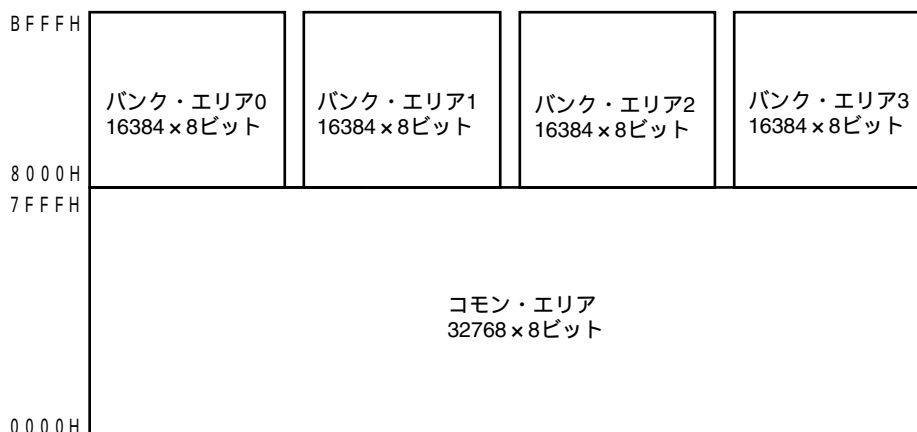 BFFFH
バンク・エリア0
16384×8ビット
バンク・エリア1
16384×8ビット
バンク・エリア2
16384×8ビット
バンク・エリア3
16384×8ビット
8000H
7FFFH
コモン・エリア
32768×8ビット
0000H